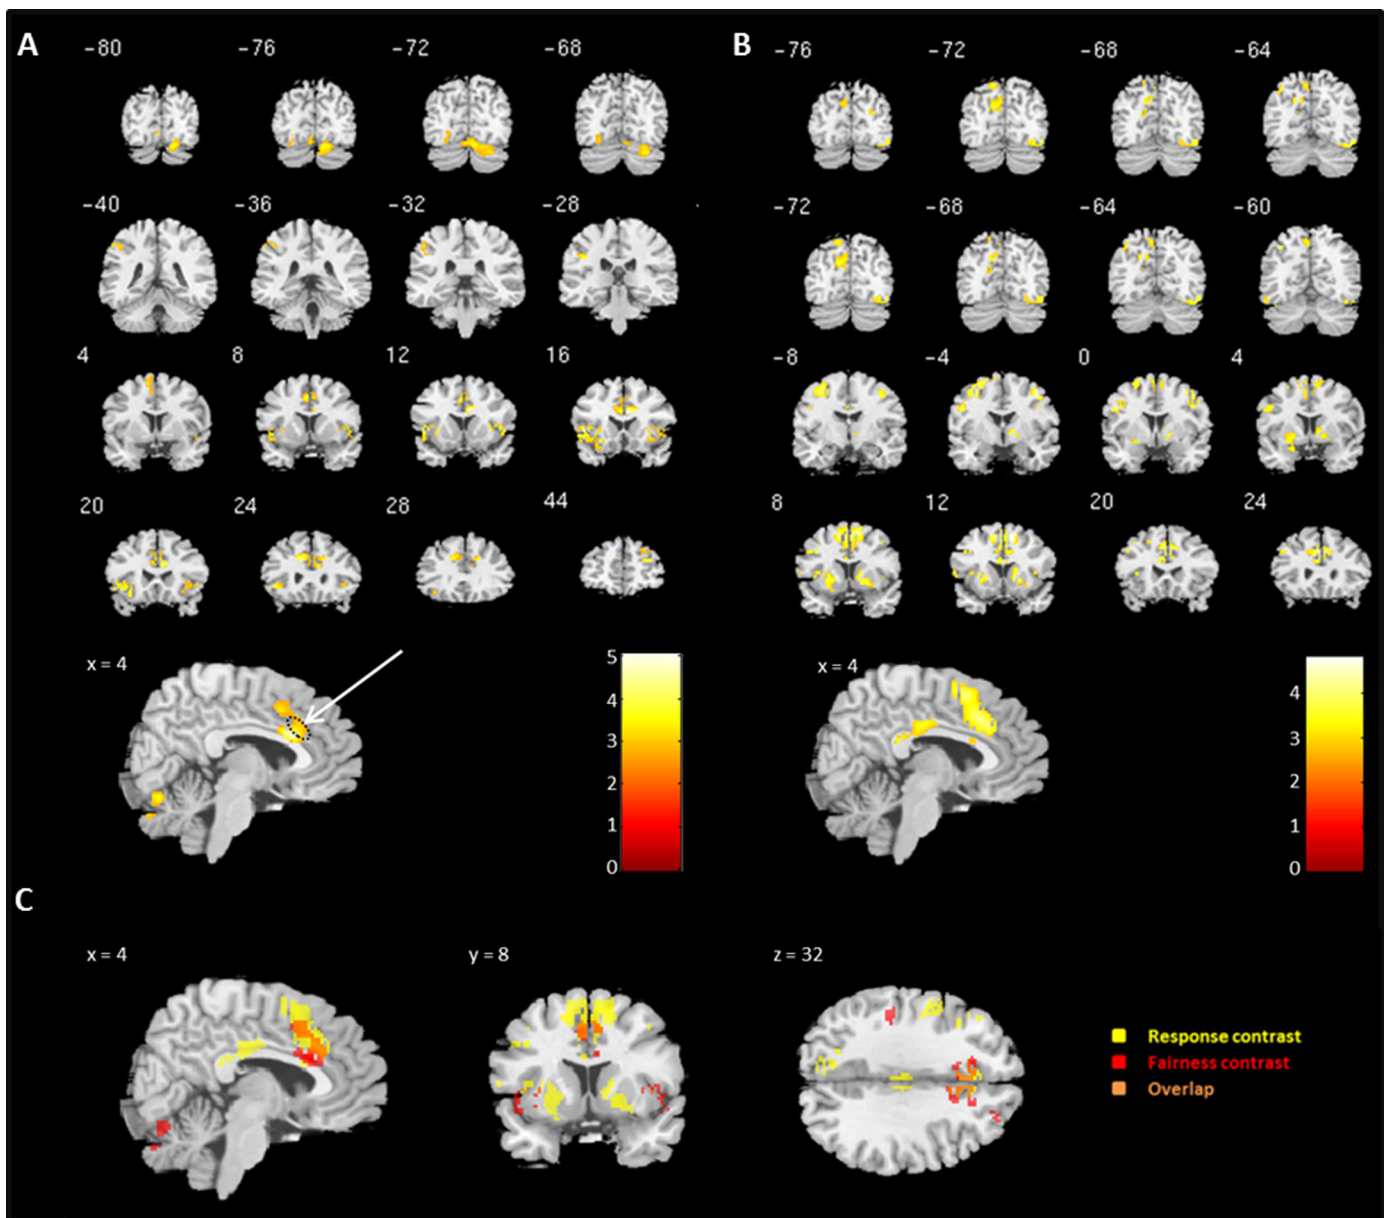 A
-80 -76 -72 -68
-40 -36 -32 -28
4 8 12 16
20 24 28 44
x = 4
5
4
3
2
1
0
B
-76 -72 -68 -64
-72 -68 -64 -60
-8 -4 0 4
8 12 20 24
x = 4
4
3
2
1
0
C
x = 4 y = 8 z = 32
Response contrast
Fairness contrast
Overlap